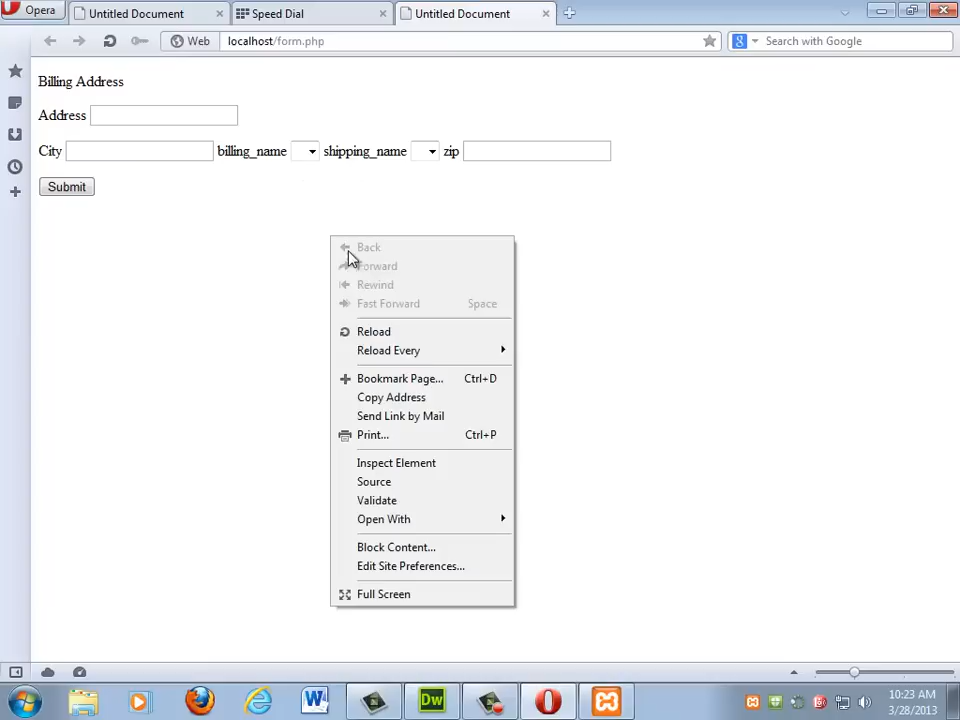 Opera
Untitled Document
Speed Dial
Untitled Document
Web
localhost/form.php
Search with Google
Billing Address
Address
City
billing_name
shipping_name
zip
Submit
Back
Forward
Rewind
Fast Forward Space
Reload
Reload Every
Bookmark Page... Ctrl+D
Copy Address
Send Link by Mail
Print... Ctrl+P
Inspect Element
Source
Validate
Open With
Block Content...
Edit Site Preferences...
Full Screen
Dw
10:23 AM
3/28/2013